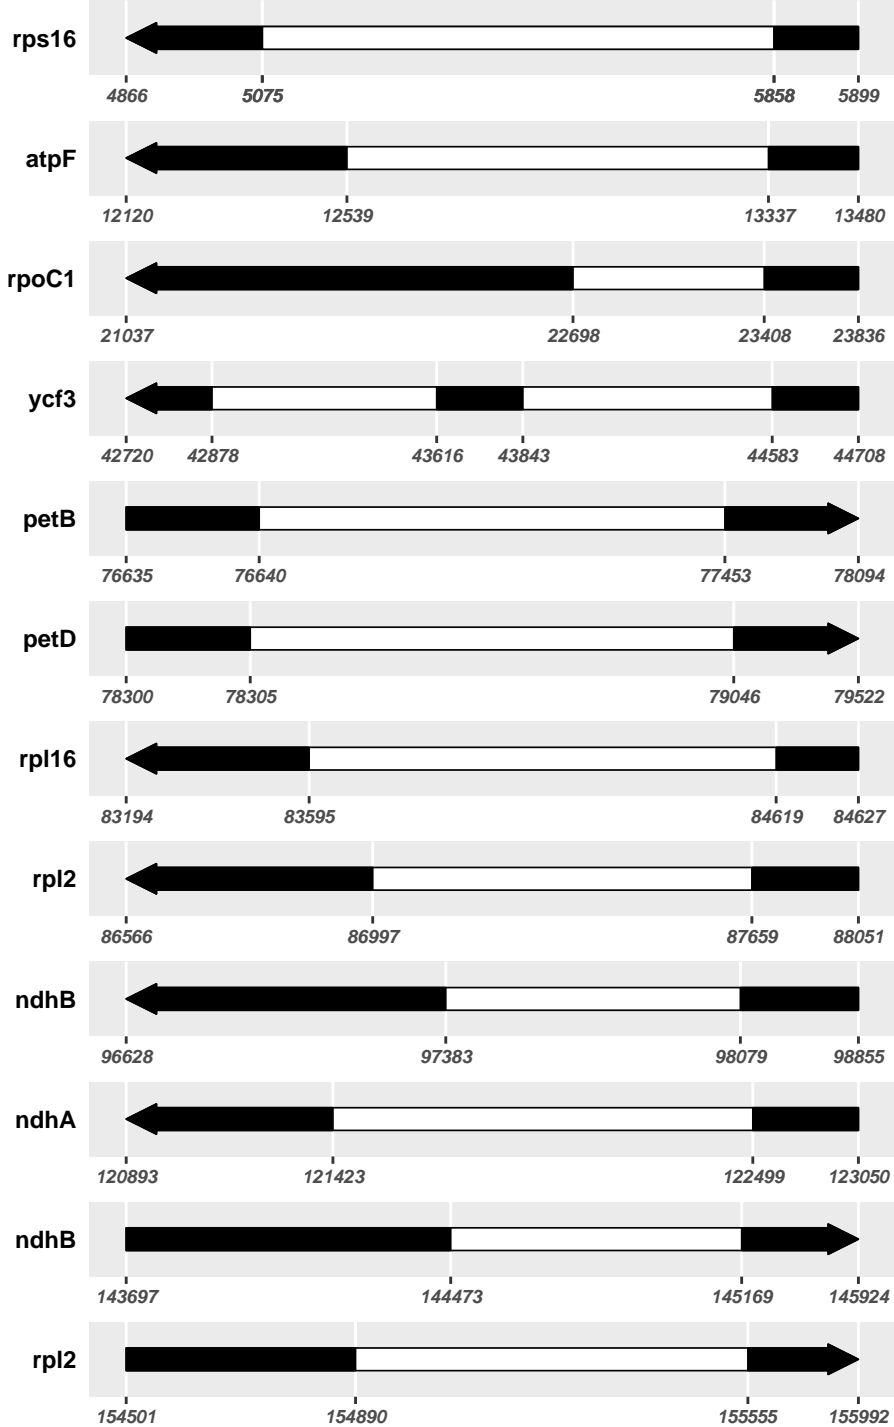 rps16
4866 5075 5858 5899
atpF
12120 12539 13337 13480
rpoC1
21037 22698 23408 23836
ycf3
42720 42878 43616 43843 44583 44708
petB
76635 76640 77453 78094
petD
78300 78305 79046 79522
rpl16
83194 83595 84619 84627
rpl2
86566 86997 87659 88051
ndhB
96628 97383 98079 98855
ndhA
120893 121423 122499 123050
ndhB
143697 144473 145169 145924
rpl2
154501 154890 155555 155992